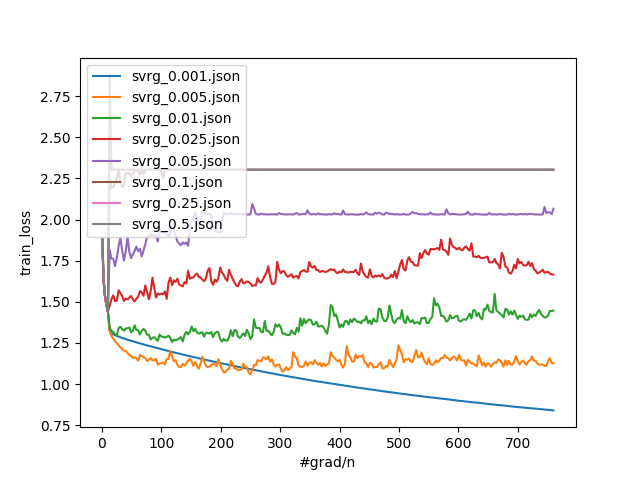 svrg_0.001.json
svrg_0.005.json
svrg_0.01.json
svrg_0.025.json
svrg_0.05.json
svrg_0.1.json
svrg_0.25.json
svrg_0.5.json
train_loss
2.75
2.50
2.25
2.00
1.75
1.50
1.25
1.00
0.75
0 100 200 300 400 500 600 700
#grad/n